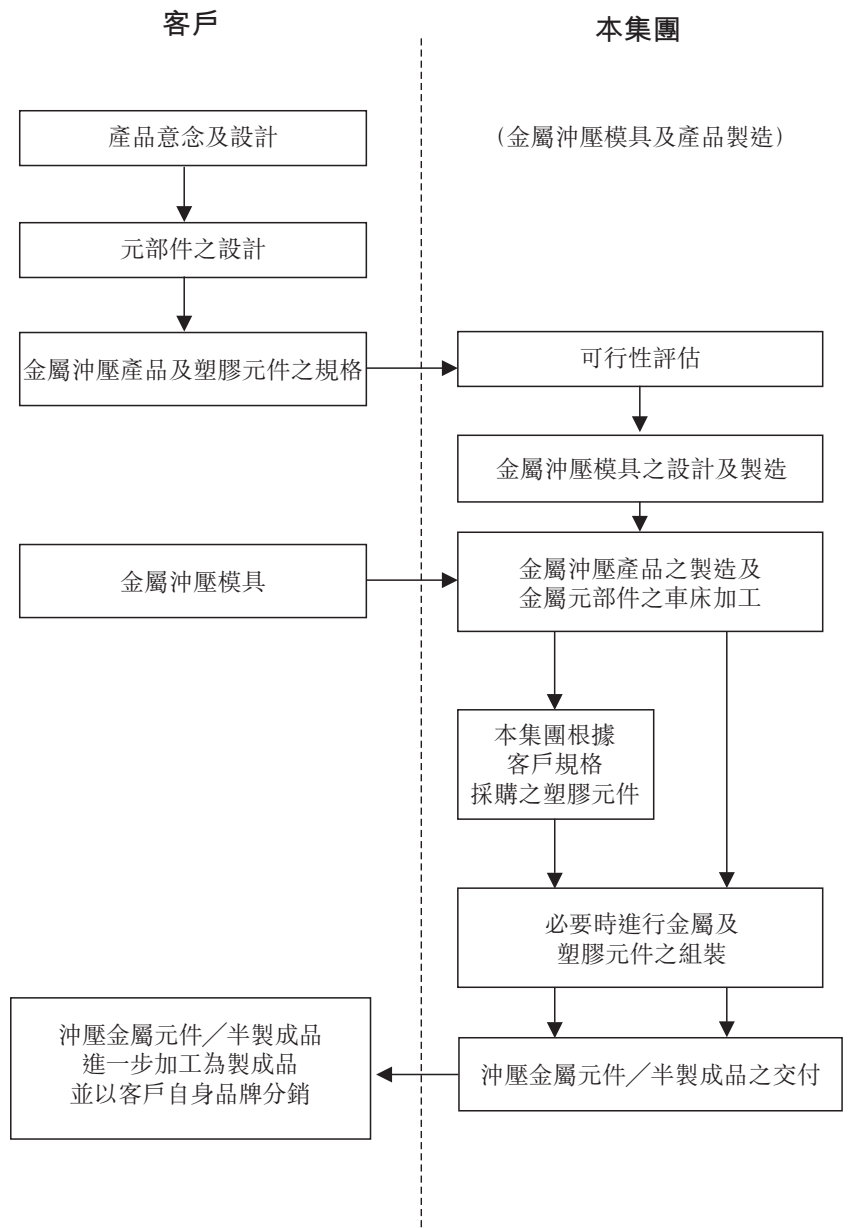 客戶
本集團
產品意念及設計
(金屬沖壓模具及產品製造)
元部件之設計
金屬沖壓產品及塑膠元件之規格
可行性評估
金屬沖壓模具之設計及製造
金屬沖壓模具
金屬沖壓產品之製造及
金屬元部件之車床加工
本集團根據
客戶規格
採購之塑膠元件
必要時進行金屬及
塑膠元件之組裝
沖壓金屬元件／半製成品
進一步加工為製成品
並以客戶自身品牌分銷
沖壓金屬元件／半製成品之交付